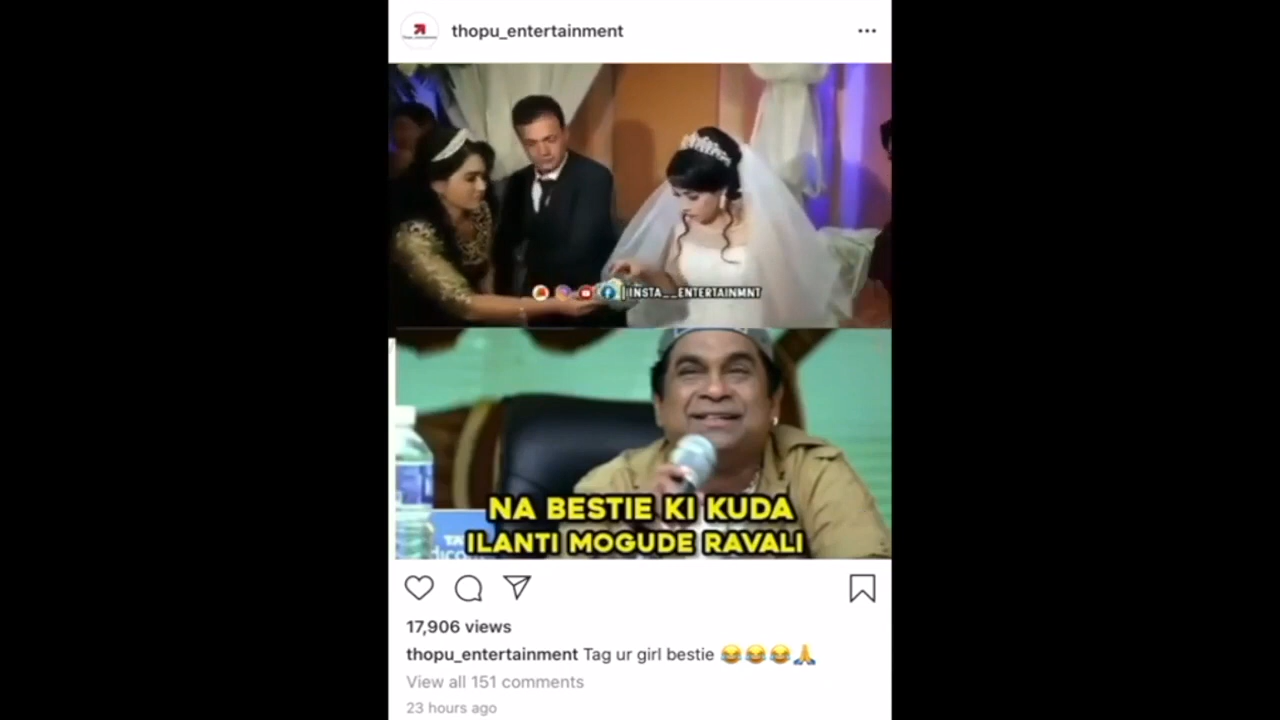 thopu_entertainment
|INSTA__ENTERTAINMNT
NA BESTIE KI KUDA
ILANTI MOGUDE RAVALI
17,906 views
thopu_entertainment Tag ur girl bestie 😂😂😂🙏
View all 151 comments
23 hours ago